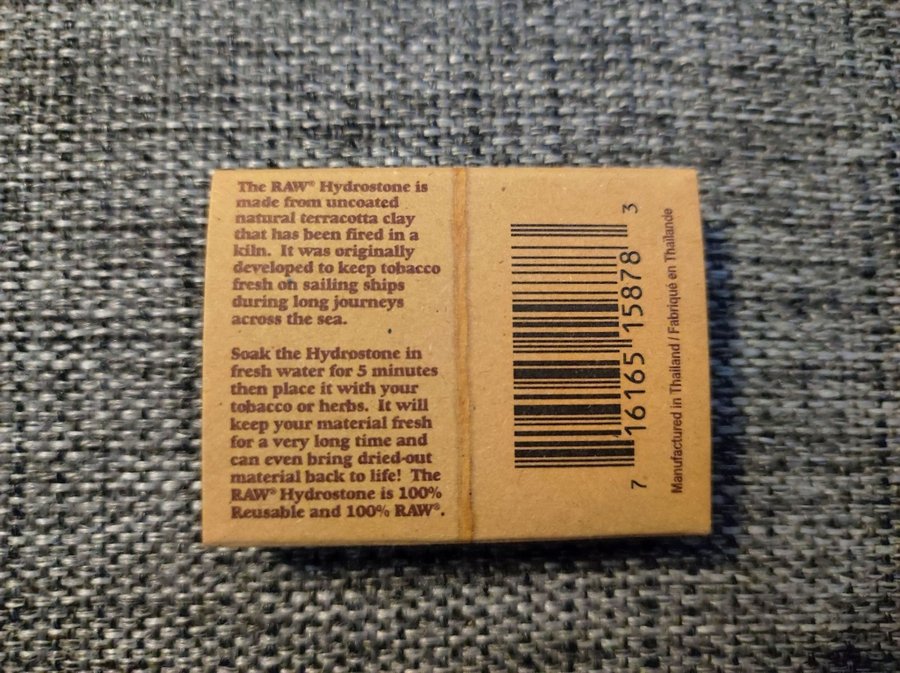 The RAW® Hydrostone is
made from uncoated
natural terracotta clay
that has been fired in a
kiln. It was originally
developed to keep tobacco
fresh on sailing ships
during long journeys
across the sea.
Soak the Hydrostone in
fresh water for 5 minutes
then place it with your
tobacco or herbs. It will
keep your material fresh
for a very long time and
can even bring dried-out
material back to life! The
RAW® Hydrostone is 100%
Reusable and 100% RAW®.
7 16165 15878 3
Manufactured in Thailand / Fabriqué en Thaïlande